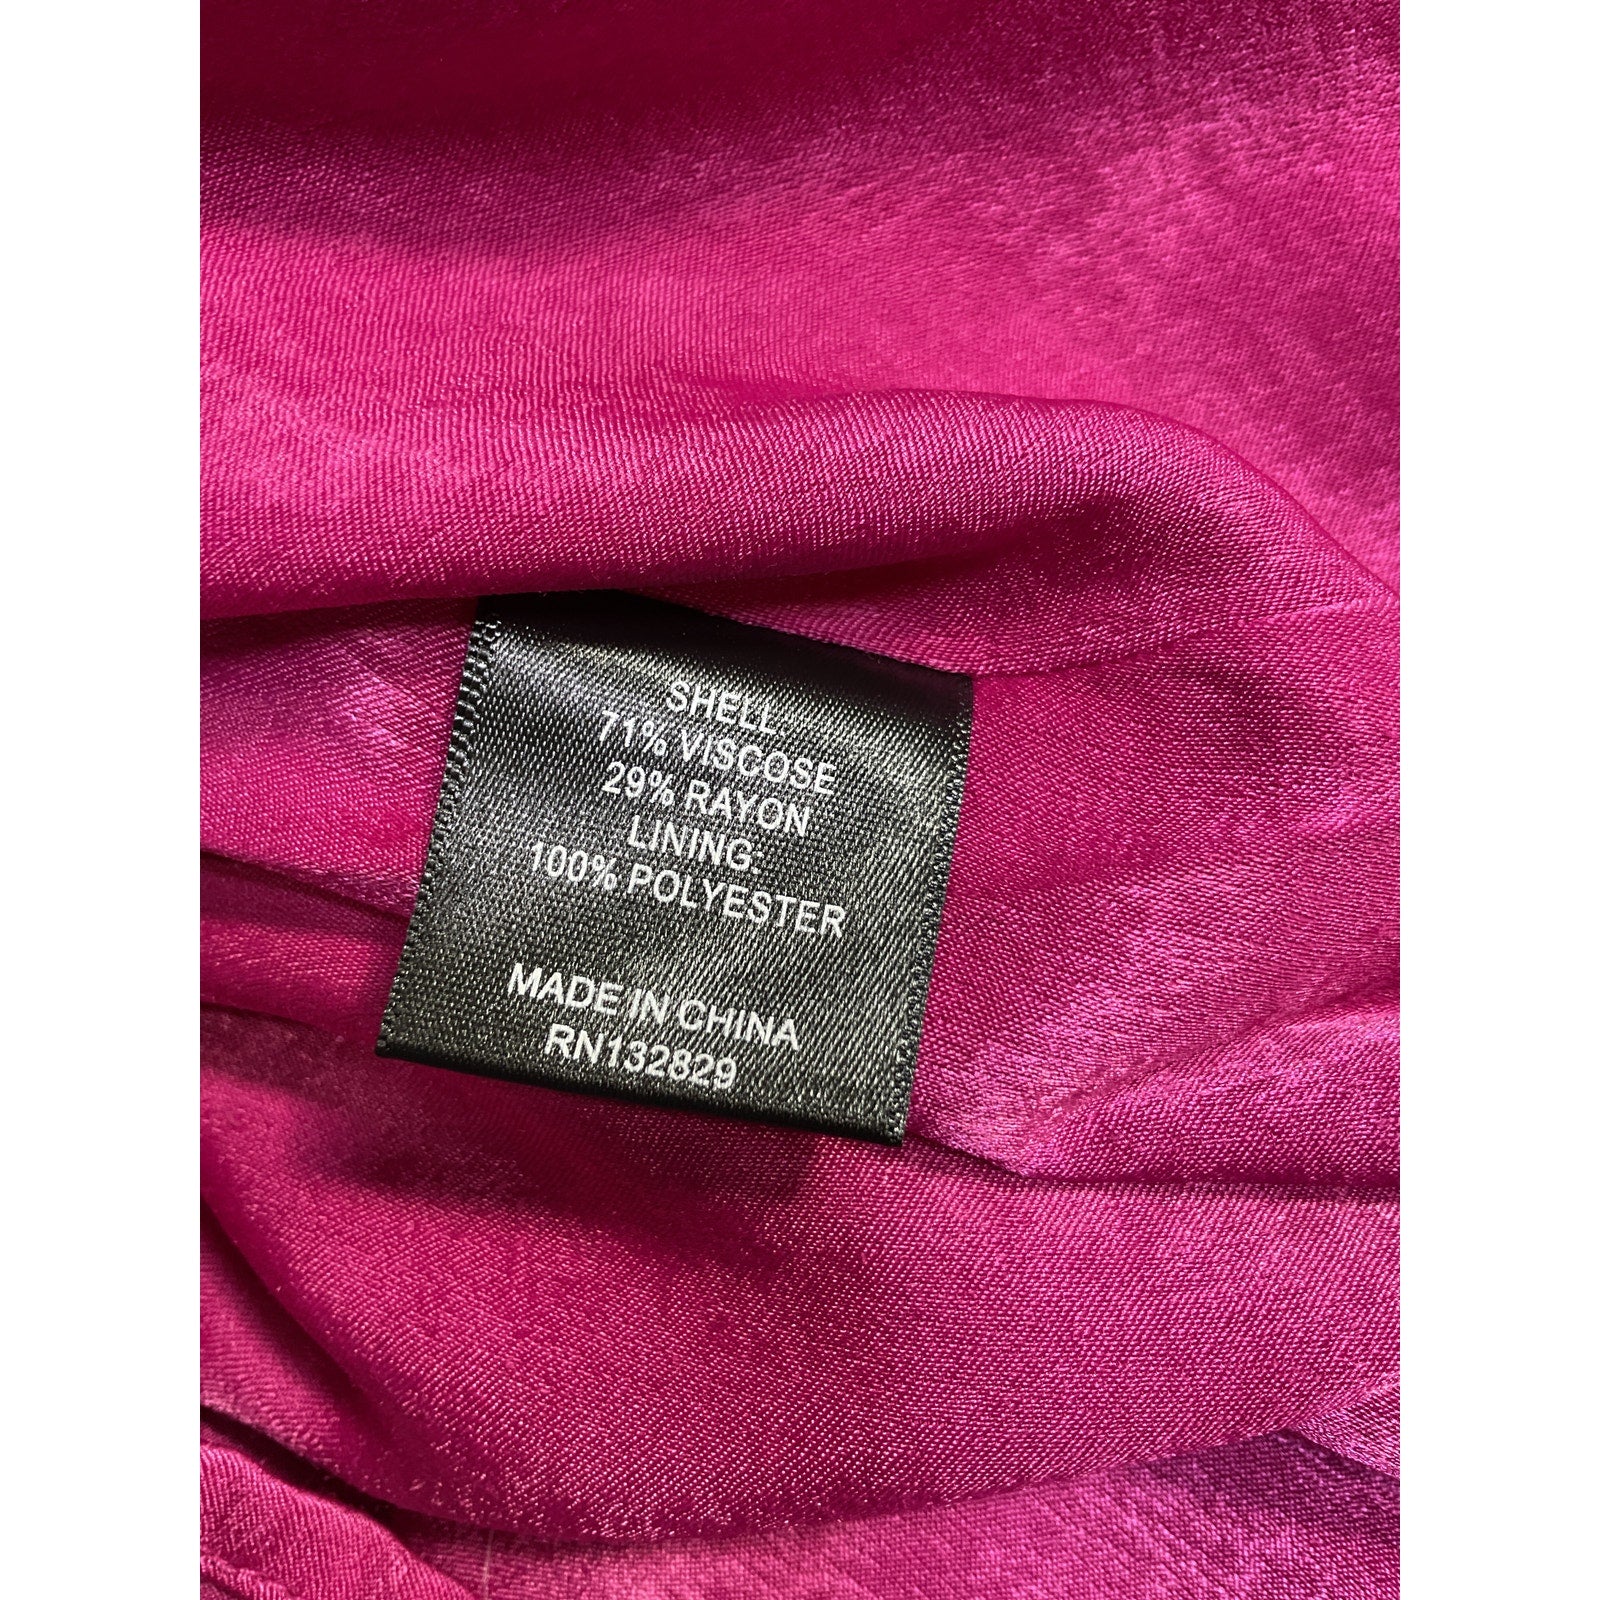 SHELL:
71% VISCOSE
29% RAYON
LINING:
100% POLYESTER
MADE IN CHINA
RN132829